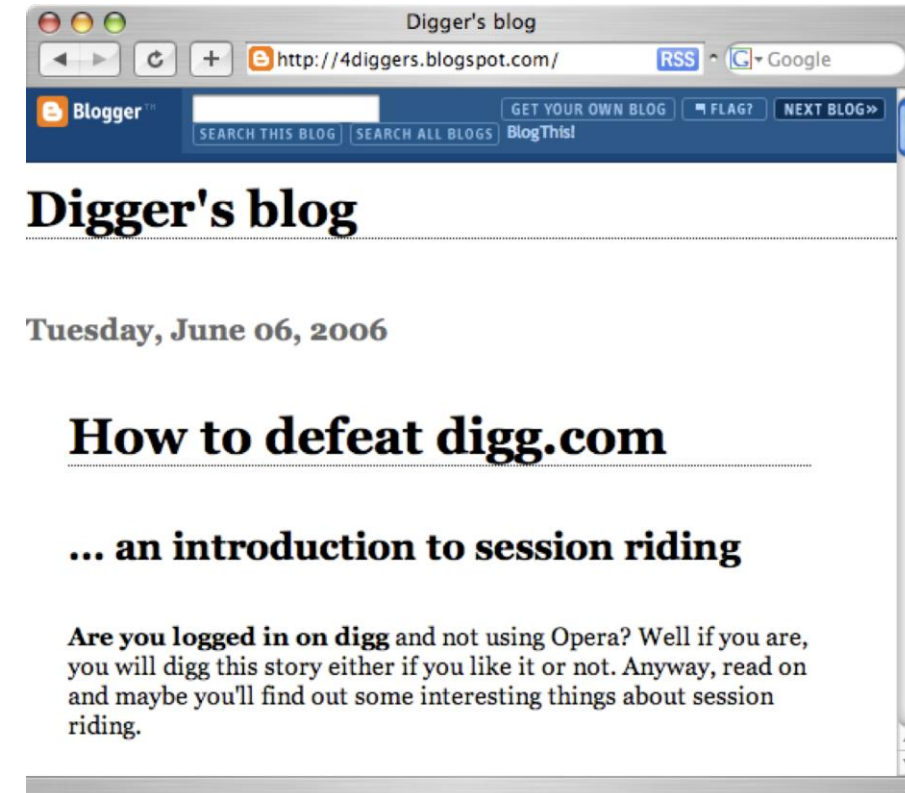 Digger's blog
http://4diggers.blogspot.com/ RSS G Google
Blogger™ GET YOUR OWN BLOG FLAG? NEXT BLOG»
SEARCH THIS BLOG SEARCH ALL BLOGS BlogThis!
Digger's blog
Tuesday, June 06, 2006
How to defeat digg.com
... an introduction to session riding
Are you logged in on digg and not using Opera? Well if you are,
you will digg this story either if you like it or not. Anyway, read on
and maybe you'll find out some interesting things about session
riding.